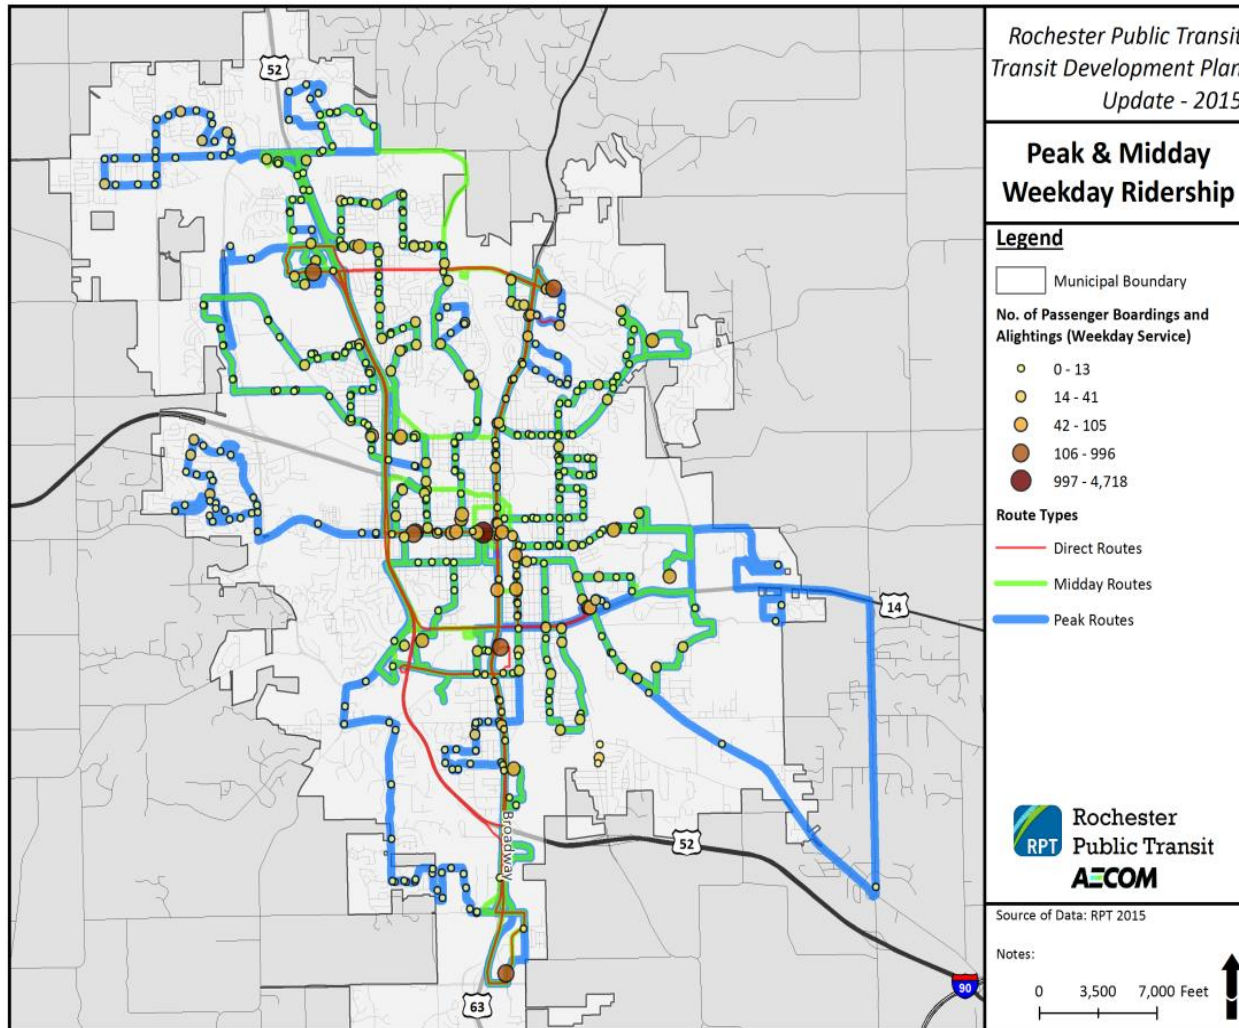 Rochester Public Transit
Transit Development Plan
Update - 2015
Peak & Midday
Weekday Ridership
Legend
Municipal Boundary
No. of Passenger Boardings and
Alightings (Weekday Service)
0 - 13
14 - 41
42 - 105
106 - 996
997 - 4,718
Route Types
Direct Routes
Midday Routes
Peak Routes
52
14
Broadway
52
63
90
RPT
Rochester
Public Transit
AECOM
Source of Data: RPT 2015
Notes:
0 3,500 7,000 Feet